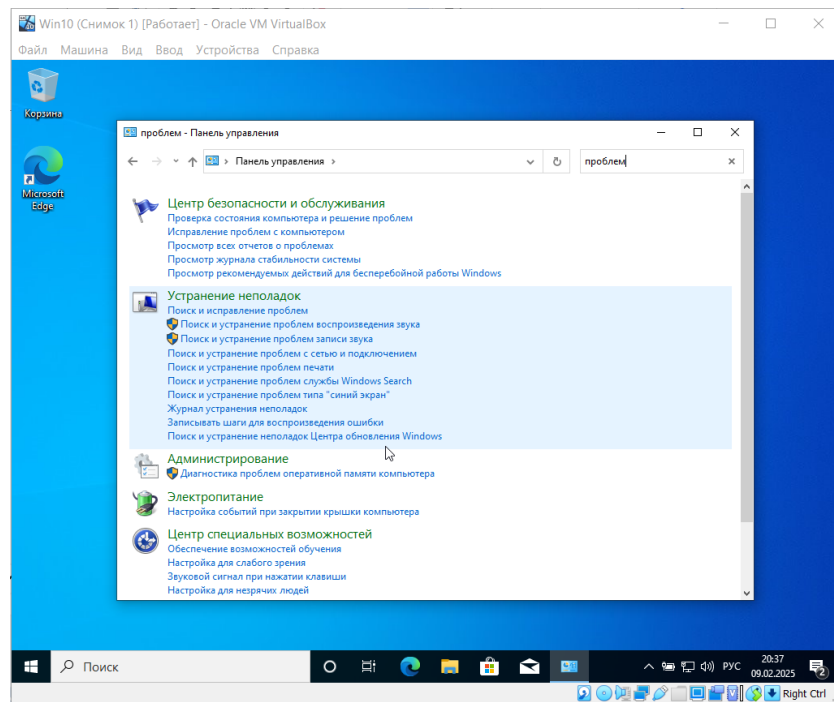 Win10 (Снимок 1) [Работает] - Oracle VM VirtualBox
Файл Машина Вид Ввод Устройства Справка
Корзина
Microsoft
Edge
проблем - Панель управления
Панель управления
проблем
Центр безопасности и обслуживания
Проверка состояния компьютера и решение проблем
Исправление проблем с компьютером
Просмотр всех отчетов о проблемах
Просмотр журнала стабильности системы
Просмотр рекомендуемых действий для бесперебойной работы Windows
Устранение неполадок
Поиск и исправление проблем
Поиск и устранение проблем воспроизведения звука
Поиск и устранение проблем записи звука
Поиск и устранение проблем с сетью и подключением
Поиск и устранение проблем печати
Поиск и устранение проблем службы Windows Search
Поиск и устранение проблем типа "синий экран"
Журнал устранения неполадок
Записывать шаги для воспроизведения ошибки
Поиск и устранение неполадок Центра обновления Windows
Администрирование
Диагностика проблем оперативной памяти компьютера
Электропитание
Настройка событий при закрытии крышки компьютера
Центр специальных возможностей
Обеспечение возможностей обучения
Настройка для слабого зрения
Звуковой сигнал при нажатии клавиши
Настройка для незрячих людей
Поиск
РУС
20:37
09.02.2025
2
Right Ctrl